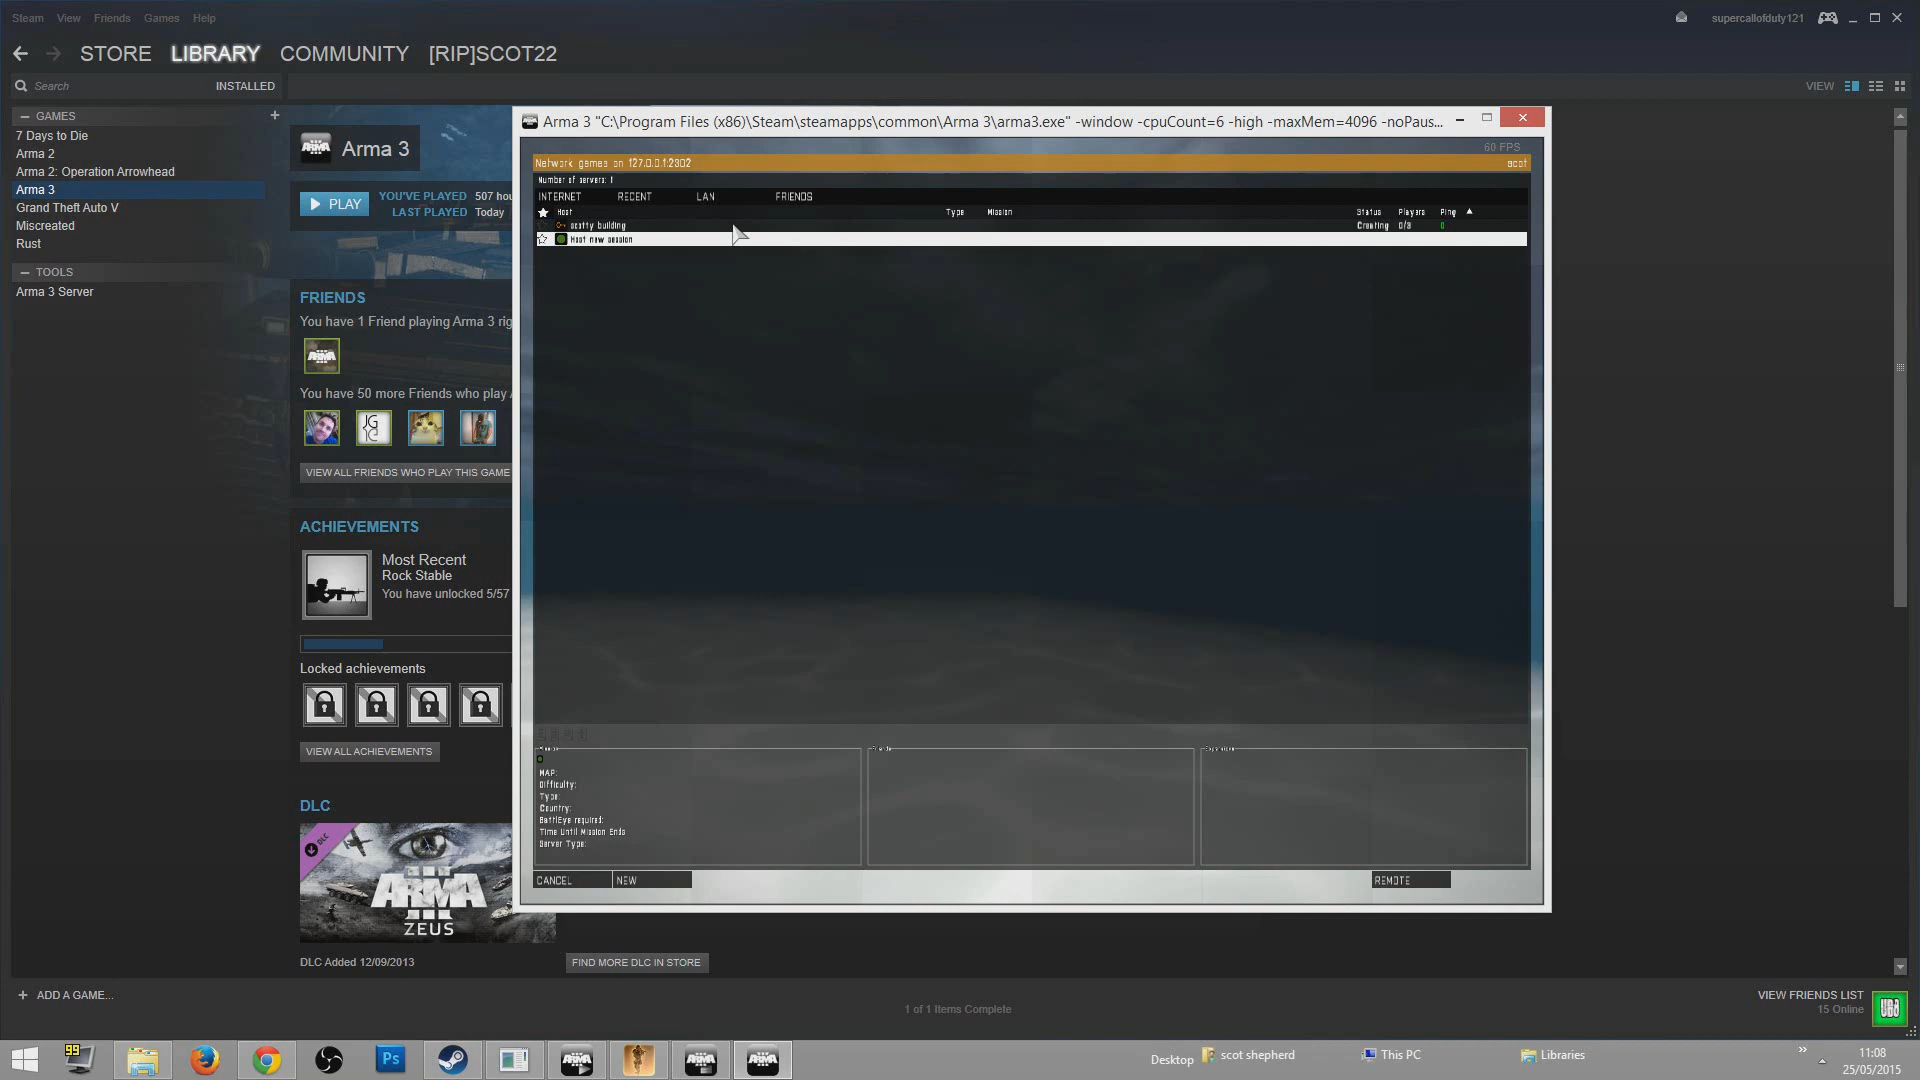 Steam View Friends Games Help
supercallofduty121
STORE LIBRARY COMMUNITY [RIP]SCOT22
Search INSTALLED
VIEW
GAMES
7 Days to Die
Arma 2
Arma 2: Operation Arrowhead
Arma 3
Grand Theft Auto V
Miscreated
Rust
TOOLS
Arma 3 Server
Arma 3
PLAY
YOU'VE PLAYED 507 hou
LAST PLAYED Today
FRIENDS
You have 1 Friend playing Arma 3 rig
You have 50 more Friends who play
VIEW ALL FRIENDS WHO PLAY THIS GAME
ACHIEVEMENTS
Most Recent
Rock Stable
You have unlocked 5/57
Locked achievements
VIEW ALL ACHIEVEMENTS
DLC
DLC
ARMA III
ZEUS
DLC Added 12/09/2013
FIND MORE DLC IN STORE
Arma 3 "C:\Program Files (x86)\Steam\steamapps\common\Arma 3\arma3.exe" -window -cpuCount=6 -high -maxMem=4096 -noPaus...
60 FPS
Network games on 127.0.0.1:2302 scot
Number of servers: 1
INTERNET RECENT LAN FRIENDS
Host Type Mission Status Players Ping
scotty building Creating 0/8 0
Host new session
MAP:
Difficulty:
Type:
Country:
BattlEye required:
Time Until Mission Ends
Server Type:
CANCEL NEW REMOTE
ADD A GAME...
1 of 1 Items Complete
VIEW FRIENDS LIST
15 Online
99
Ps
Desktop scot shepherd This PC Libraries
11:08
25/05/2015